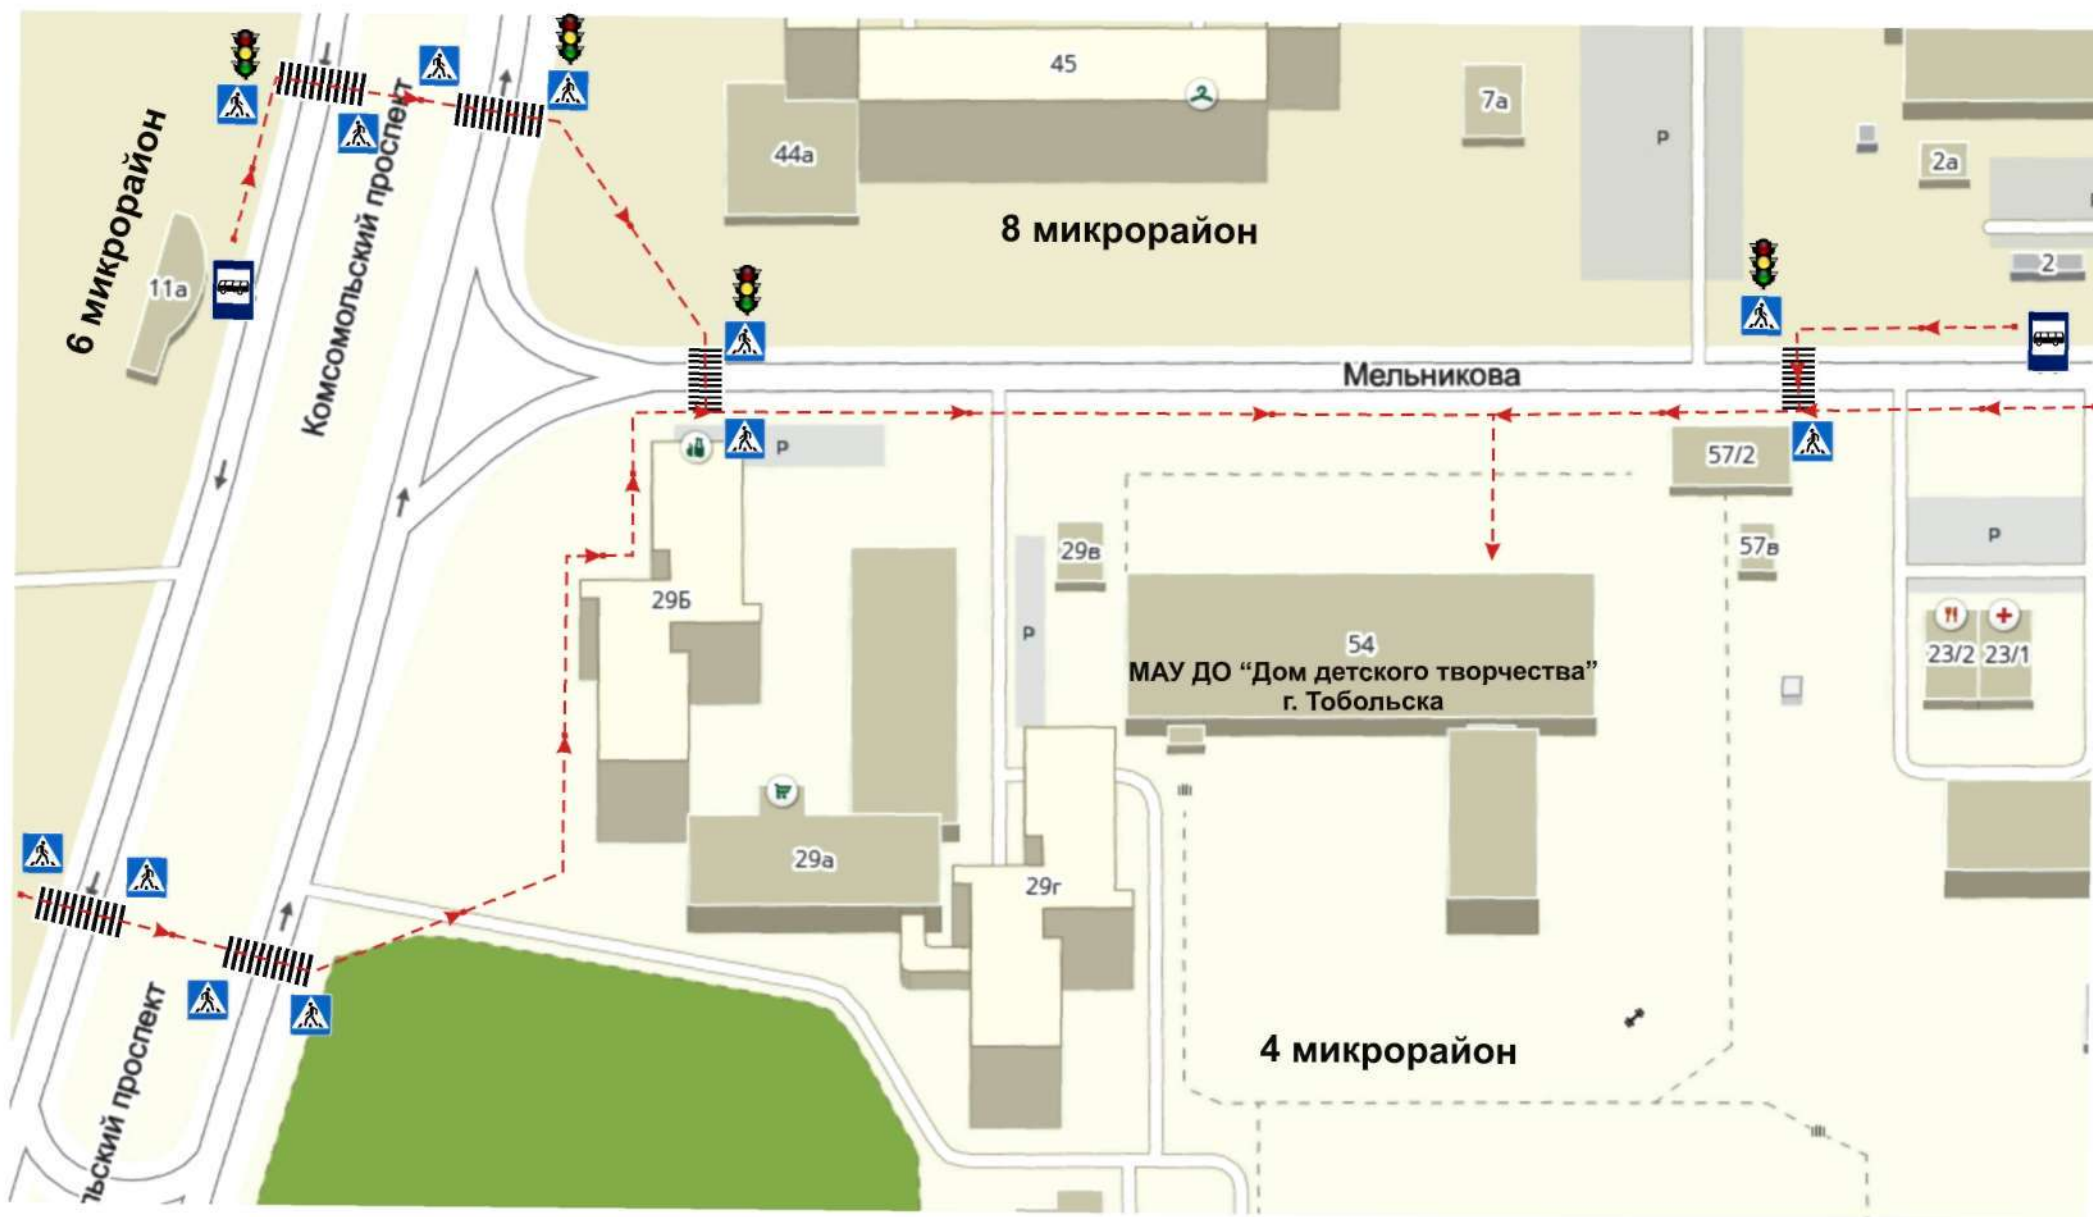 45
7а
P
44а
2а
6 микрорайон
Комсомольский проспект
8 микрорайон
11а
2
Мельникова
P
57/2
29в
57в
P
29Б
P
54
МАУ ДО “Дом детского творчества”
г. Тобольска
23/2
23/1
29а
29г
4 микрорайон
льский проспект